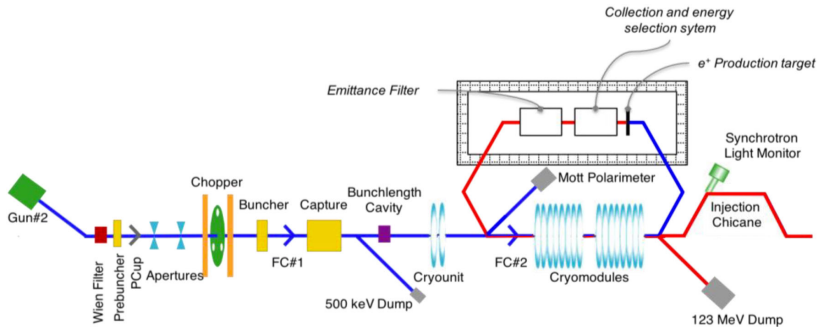 Collection and energy
selection sytem
e⁺ Production target
Emittance Filter
Synchrotron
Light Monitor
Mott Polarimeter
Chopper
Bunchlength
Cavity
Buncher
Capture
Gun#2
Injection
Chicane
Wien Filter
Prebuncher
PCup
Apertures
FC#1
Cryounit
FC#2
Cryomodules
500 keV Dump
123 MeV Dump